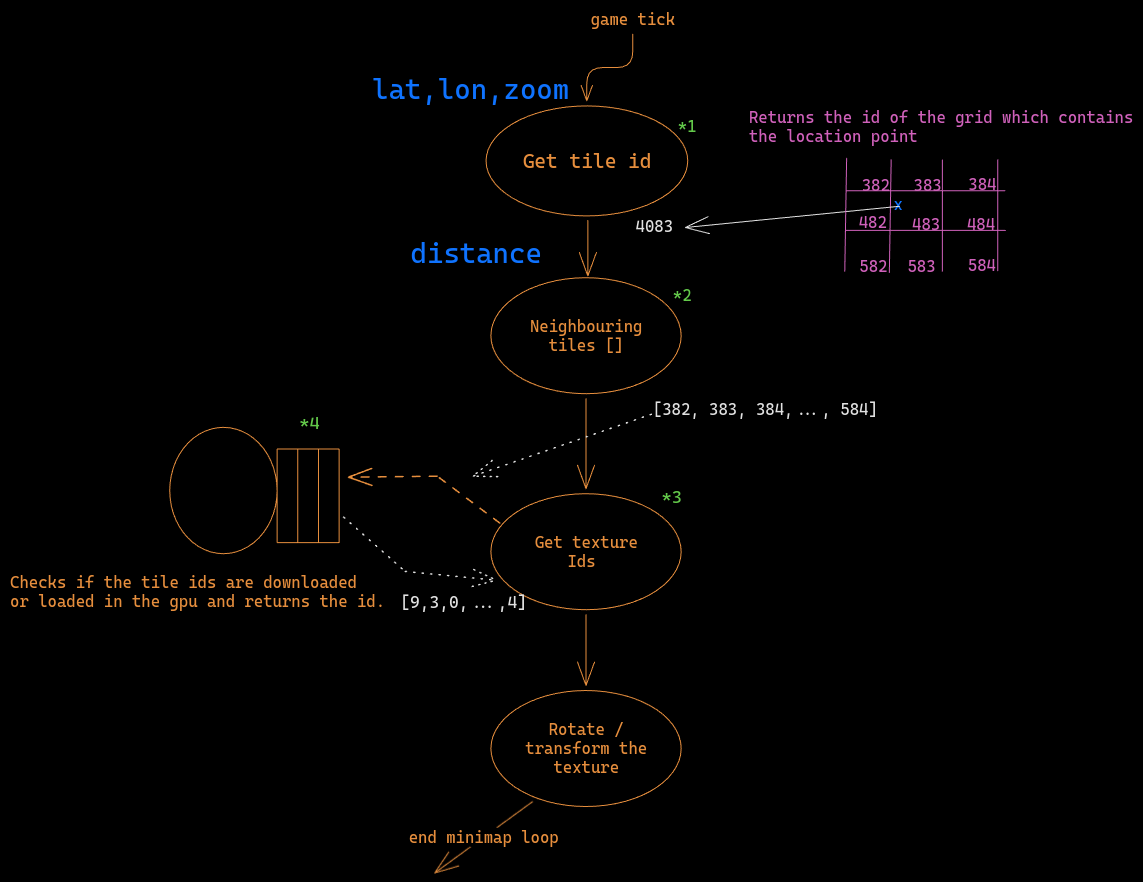 game tick
lat,lon,zoom
*1
Get tile id
Returns the id of the grid which contains
the location point
382 383 384
x
482 483 484
582 583 584
4083
distance
*2
Neighbouring
tiles []
[382, 383, 384,..., 584]
*4
*3
Get texture
Ids
Checks if the tile ids are downloaded
or loaded in the gpu and returns the id.
[9,3,0,...,4]
Rotate /
transform the
texture
end minimap loop